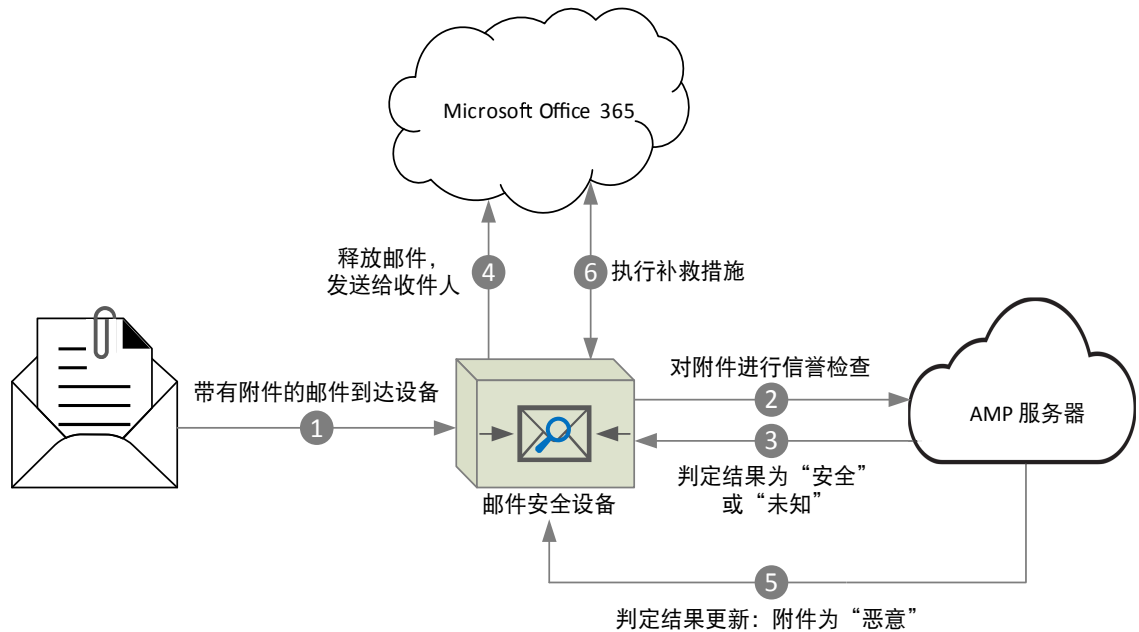 Microsoft Office 365
释放邮件，
发送给收件人
4
6
执行补救措施
带有附件的邮件到达设备
1
对附件进行信誉检查
2
AMP 服务器
3
判定结果为“安全”
或“未知”
邮件安全设备
5
判定结果更新：附件为“恶意”